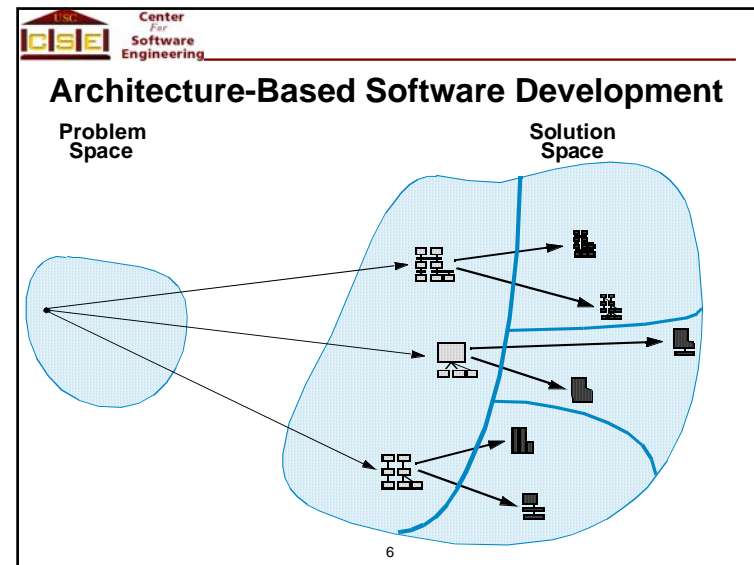 USC
CSE
Center
For
Software
Engineering
Architecture-Based Software Development
Problem
Space
Solution
Space
6